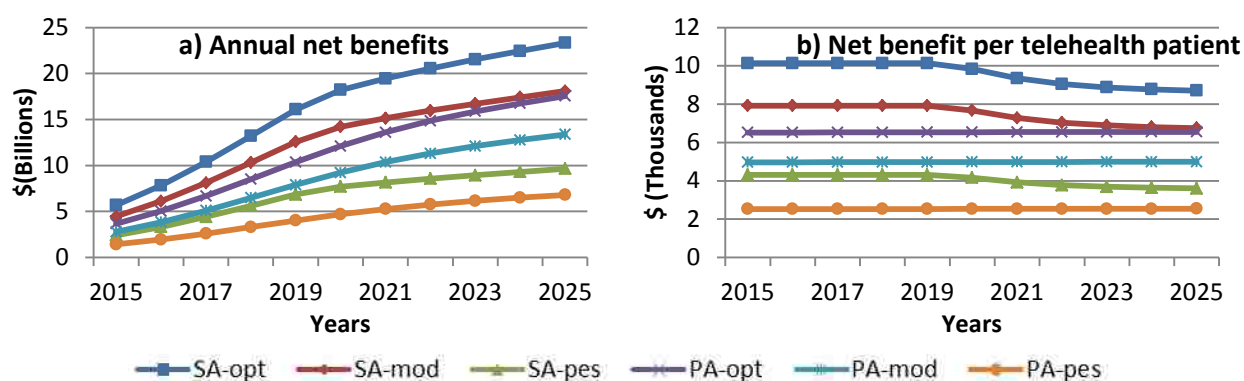 a) Annual net benefits
$(Billions)
25
20
15
10
5
0
2015 2017 2019 2021 2023 2025
Years
b) Net benefit per telehealth patient
$ (Thousands)
12
10
8
6
4
2
0
2015 2017 2019 2021 2023 2025
Years
SA-opt SA-mod SA-pes PA-opt PA-mod PA-pes